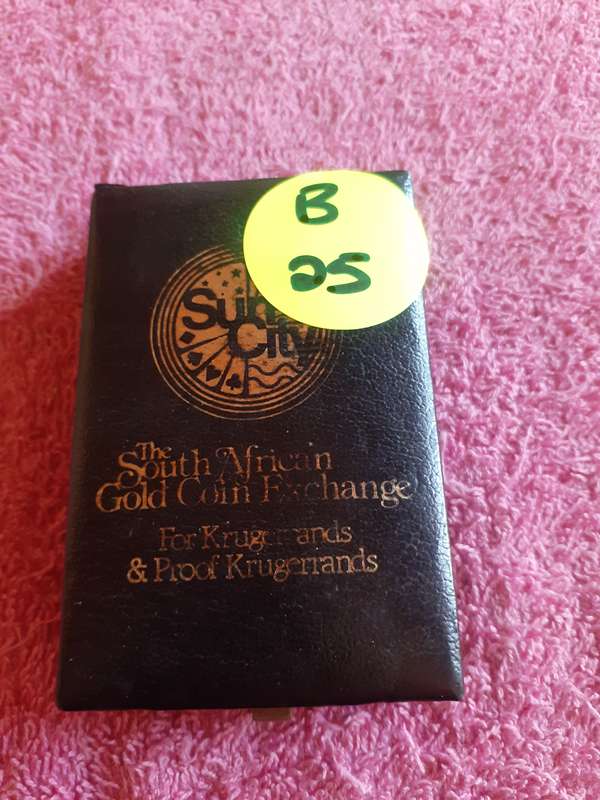 B
25
Sun
City
The
South African
Gold Coin Exchange
For Krugerrands
& Proof Krugerrands